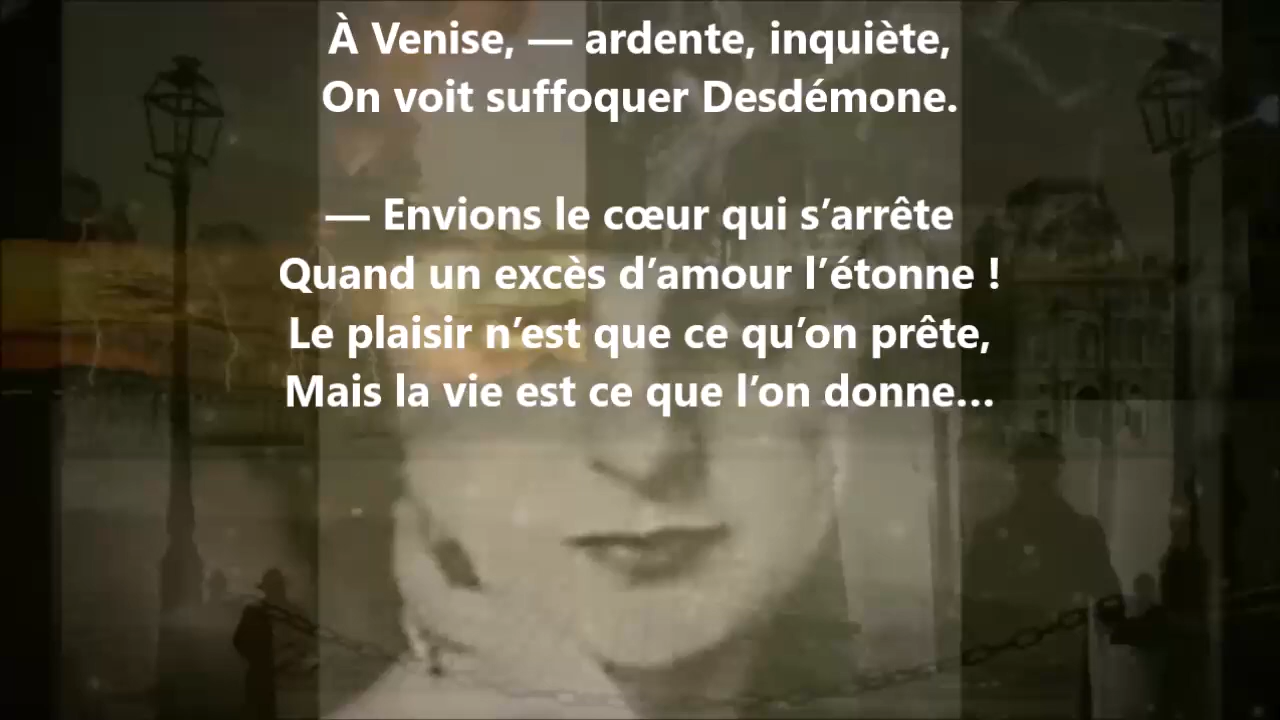 À Venise, — ardente, inquiète,
On voit suffoquer Desdémone.
— Envions le cœur qui s’arrête
Quand un excès d’amour l’étonne !
Le plaisir n’est que ce qu’on prête,
Mais la vie est ce que l’on donne...